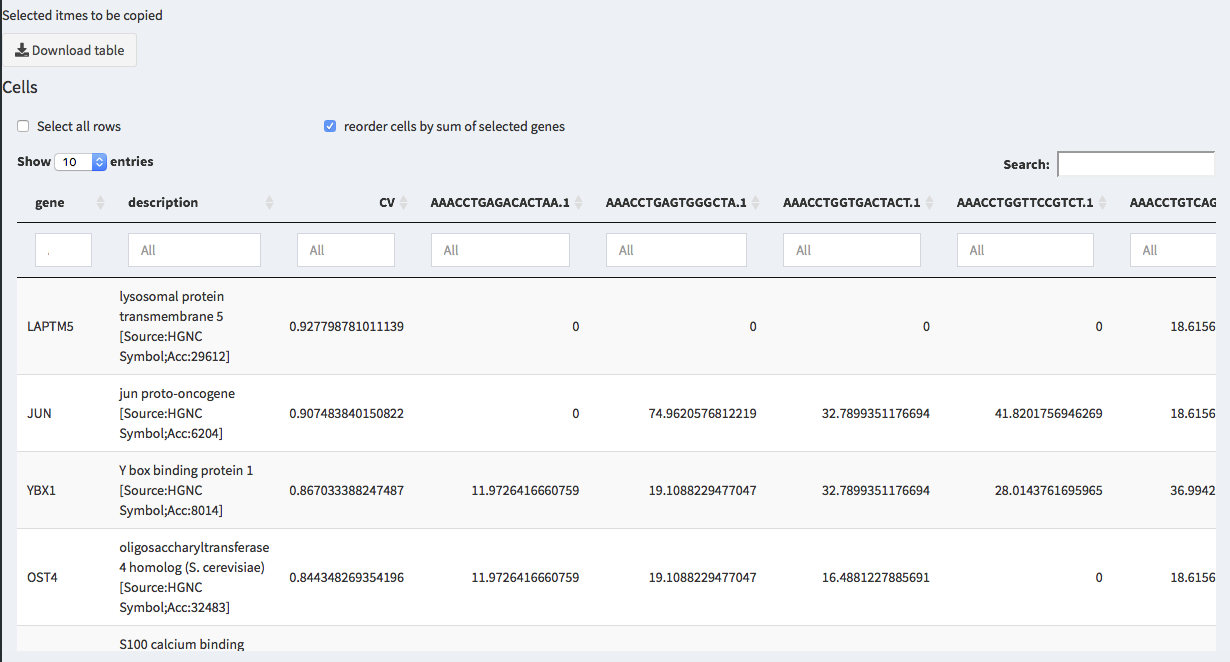 Selected itmes to be copied
Download table
Cells
Select all rows
reorder cells by sum of selected genes
Show 10 entries
Search:
gene description CV AAACCTGAGACACTAA.1 AAACCTGAGTGGGCTA.1 AAACCTGGTGACTACT.1 AAACCTGGTTCCGTCT.1 AAACCTGTCAG
. All All All All All All All
lysosomal protein
transmembrane 5
LAPTM5 0.927798781011139 0 0 0 0 18.6156
[Source:HGNC
Symbol;Acc:29612]
jun proto-oncogene
JUN [Source:HGNC 0.907483840150822 0 74.9620576812219 32.7899351176694 41.8201756946269 18.6156
Symbol;Acc:6204]
Y box binding protein 1
YBX1 [Source:HGNC 0.867033388247487 11.9726416660759 19.1088229477047 32.7899351176694 28.0143761695965 36.9942
Symbol;Acc:8014]
oligosaccharyltransferase
4 homolog (S. cerevisiae)
OST4 0.844348269354196 11.9726416660759 19.1088229477047 16.4881227885691 0 18.6156
[Source:HGNC
Symbol;Acc:32483]
S100 calcium binding